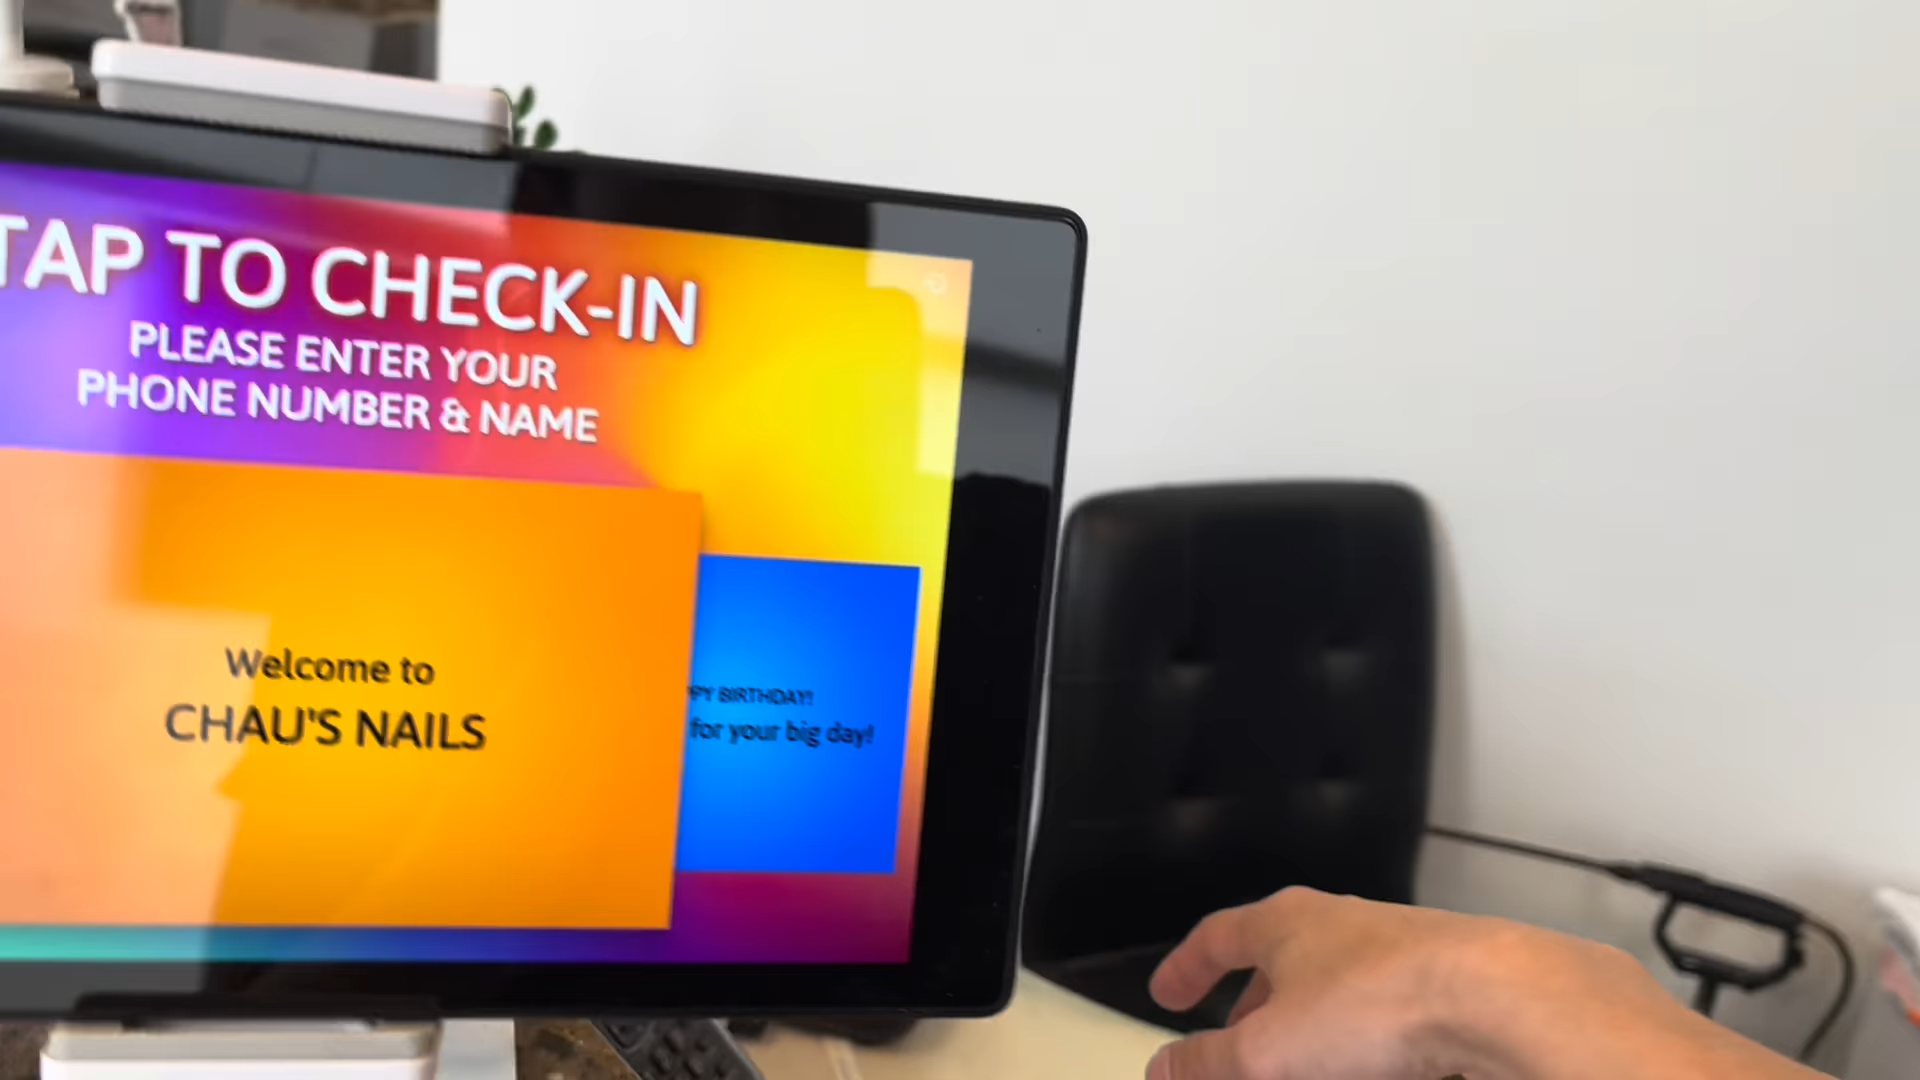 TAP TO CHECK-IN
PLEASE ENTER YOUR
PHONE NUMBER & NAME
Welcome to
CHAU'S NAILS
PY BIRTHDAY!
for your big day!